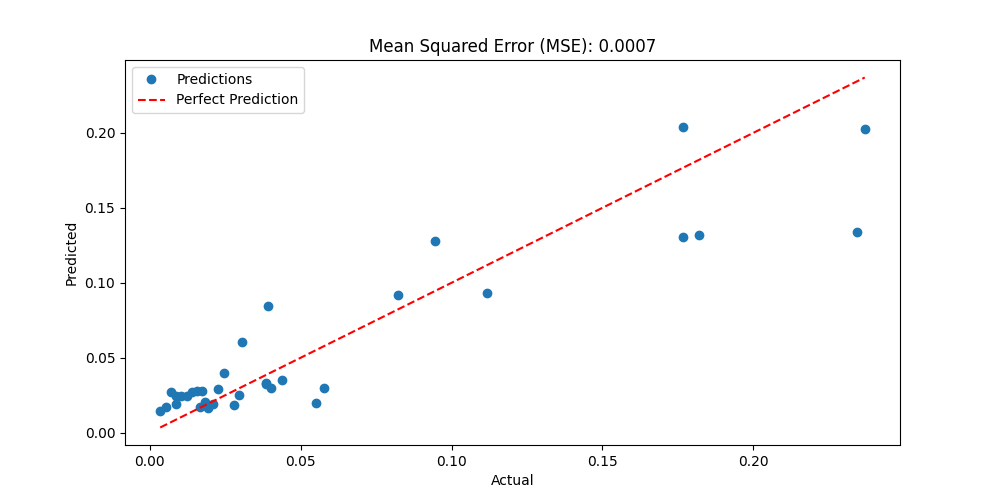 Mean Squared Error (MSE): 0.0007
Predictions
Perfect Prediction
0.20
0.15
0.10
0.05
0.00
Predicted
0.00 0.05 0.10 0.15 0.20
Actual